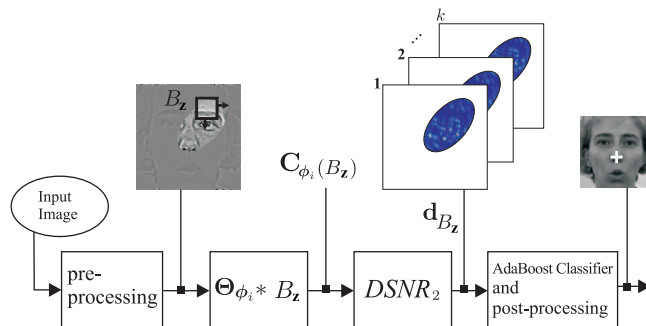 k
...
2
1
B_z
C_{φ_i}(B_z)
d_{B_z}
Input
Image
pre-
processing
Θ_{φ_i} * B_z
DSNR_2
AdaBoost Classifier
and
post-processing